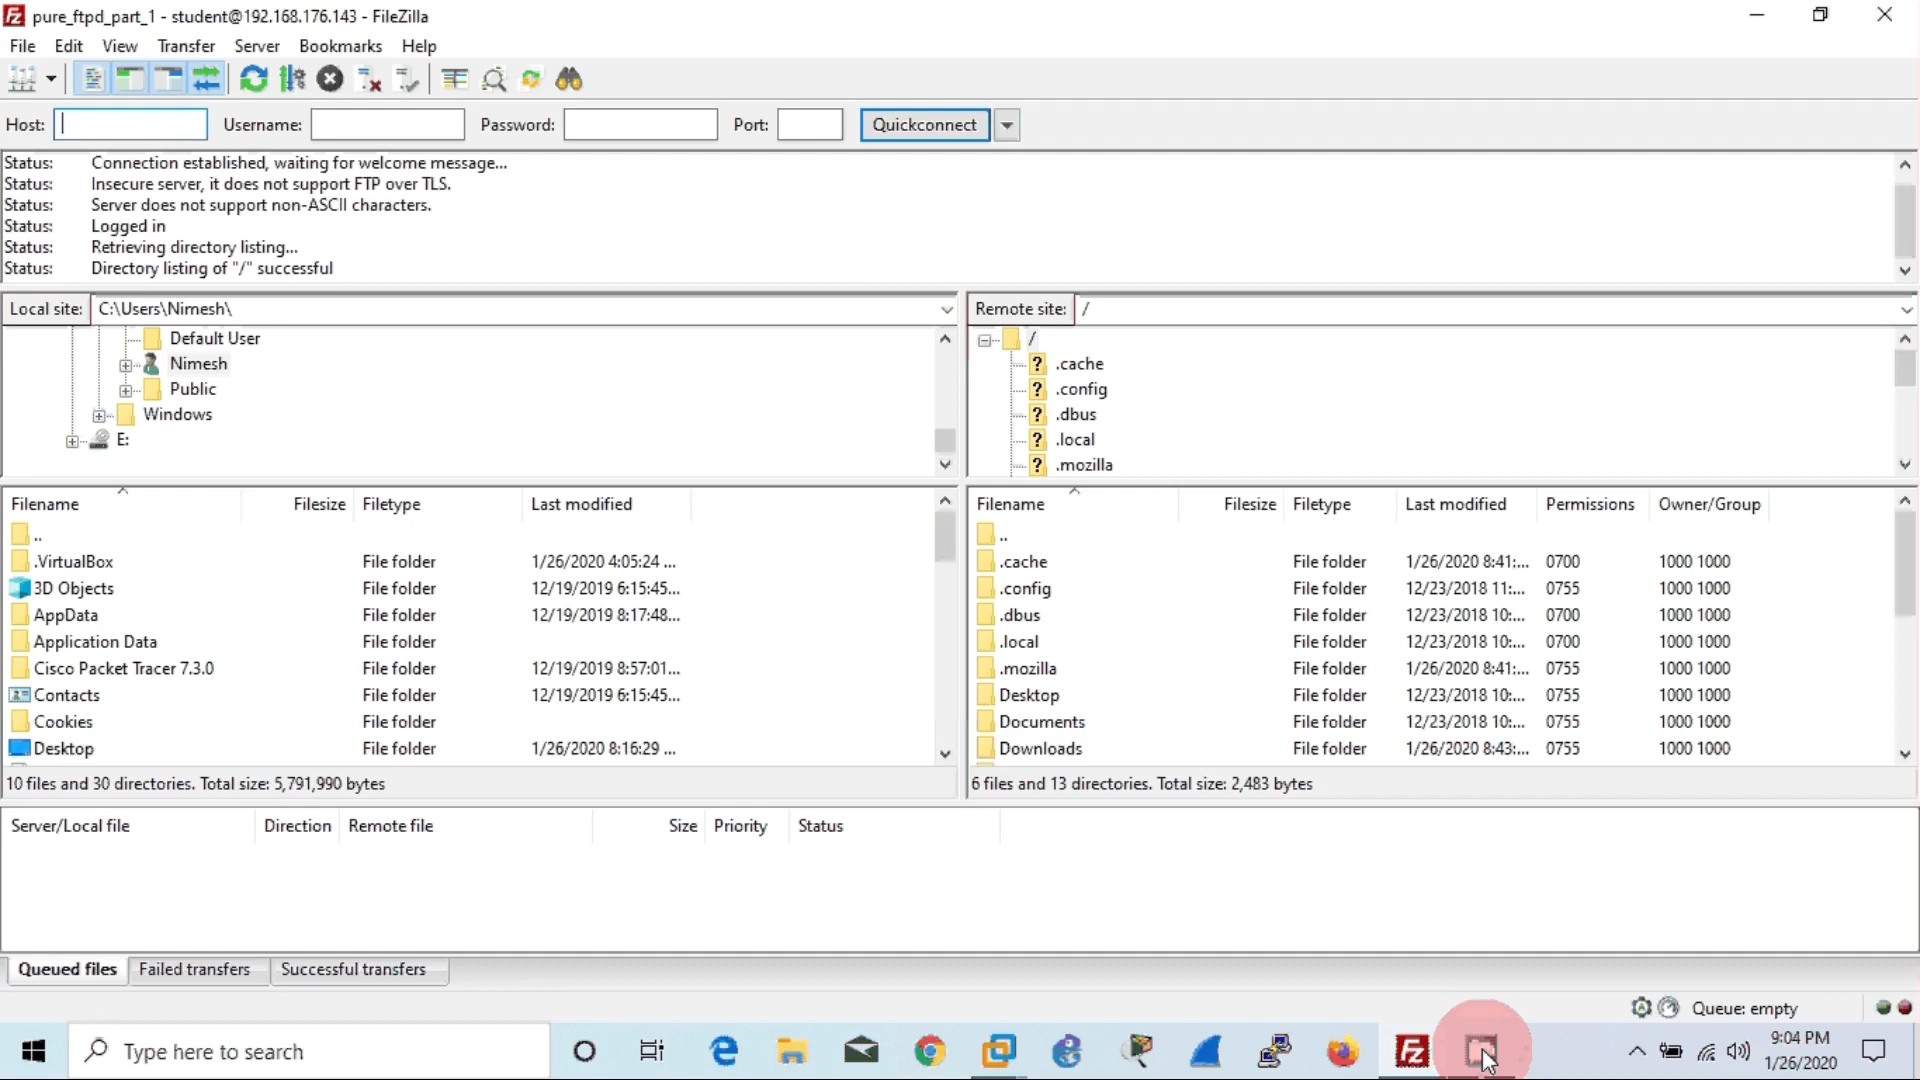 pure_ftpd_part_1 - student@192.168.176.143 - FileZilla
File Edit View Transfer Server Bookmarks Help
Host: Username: Password: Port: Quickconnect
Status: Connection established, waiting for welcome message...
Status: Insecure server, it does not support FTP over TLS.
Status: Server does not support non-ASCII characters.
Status: Logged in
Status: Retrieving directory listing...
Status: Directory listing of "/" successful
Local site: C:\Users\Nimesh\
Default User
Nimesh
Public
Windows
E:
Remote site: /
/
.cache
.config
.dbus
.local
.mozilla
Filename Filesize Filetype Last modified
..
.VirtualBox File folder 1/26/2020 4:05:24 ...
3D Objects File folder 12/19/2019 6:15:45...
AppData File folder 12/19/2019 8:17:48...
Application Data File folder
Cisco Packet Tracer 7.3.0 File folder 12/19/2019 8:57:01...
Contacts File folder 12/19/2019 6:15:45...
Cookies File folder
Desktop File folder 1/26/2020 8:16:29 ...
10 files and 30 directories. Total size: 5,791,990 bytes
Filename Filesize Filetype Last modified Permissions Owner/Group
..
.cache File folder 1/26/2020 8:41:... 0700 1000 1000
.config File folder 12/23/2018 11:... 0755 1000 1000
.dbus File folder 12/23/2018 10:... 0700 1000 1000
.local File folder 12/23/2018 10:... 0700 1000 1000
.mozilla File folder 1/26/2020 8:41:... 0755 1000 1000
Desktop File folder 12/23/2018 10:... 0755 1000 1000
Documents File folder 12/23/2018 10:... 0755 1000 1000
Downloads File folder 1/26/2020 8:43:... 0755 1000 1000
6 files and 13 directories. Total size: 2,483 bytes
Server/Local file Direction Remote file Size Priority Status
Queued files Failed transfers Successful transfers
Queue: empty
Type here to search
9:04 PM
1/26/2020